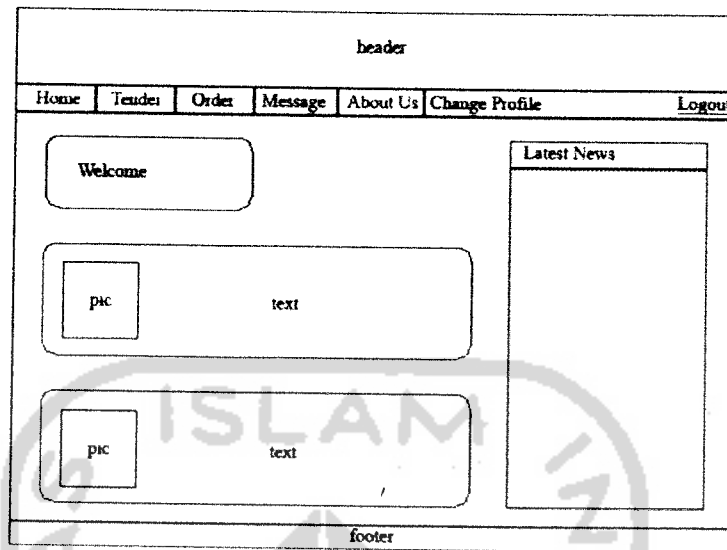 header
Home Tender Order Message About Us Change Profile Logout
Welcome
Latest News
pic text
pic text
footer
ISLAM